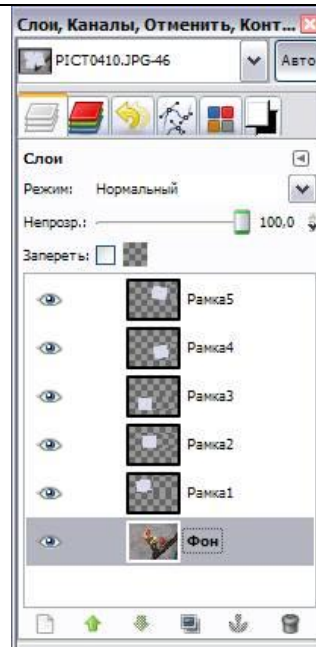 Слои, Каналы, Отменить, Конт...
PICT0410.JPG-46
Авто
Слои
Режим: Нормальный
Непрозр.: 100,0
Запереть:
Рамка5
Рамка4
Рамка3
Рамка2
Рамка1
Фон